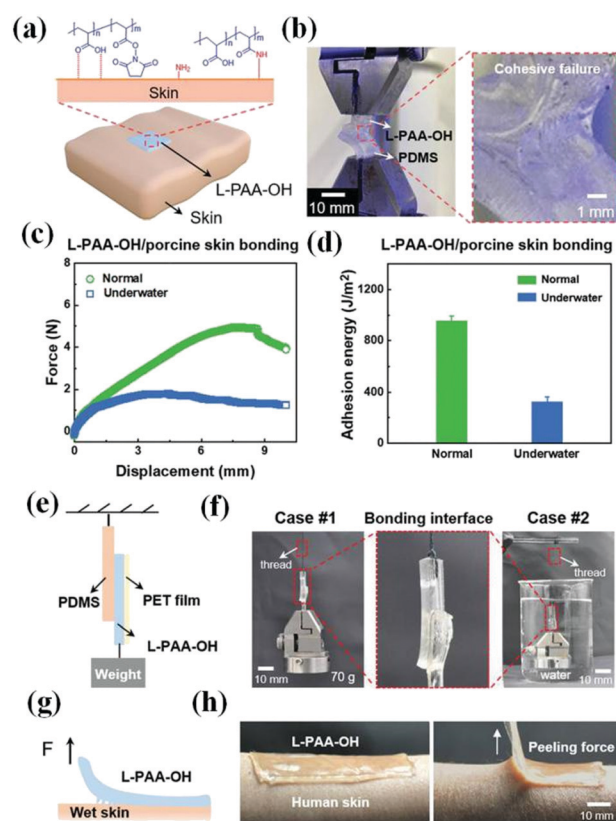 (a)
OH
O
O
O
N
O
NH₂
O
OH
O
NH
Skin
L-PAA-OH
Skin
(b)
L-PAA-OH
PDMS
10 mm
Cohesive failure
1 mm
(c)
L-PAA-OH/porcine skin bonding
Normal
Underwater
Force (N)
8
6
4
2
0
0 3 6 9
Displacement (mm)
(d)
L-PAA-OH/porcine skin bonding
Normal
Underwater
Adhesion energy (J/m²)
1200
800
400
0
Normal Underwater
(e)
PDMS
PET film
L-PAA-OH
Weight
(f)
Case #1 Bonding interface Case #2
thread
10 mm
70 g
thread
10 mm
water
(g)
F
L-PAA-OH
Wet skin
(h)
L-PAA-OH
Human skin
Peeling force
10 mm